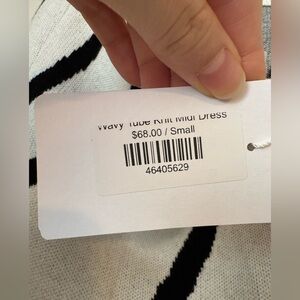 Wavy Tube Knit Midi Dress
$68.00 / Small
46405629